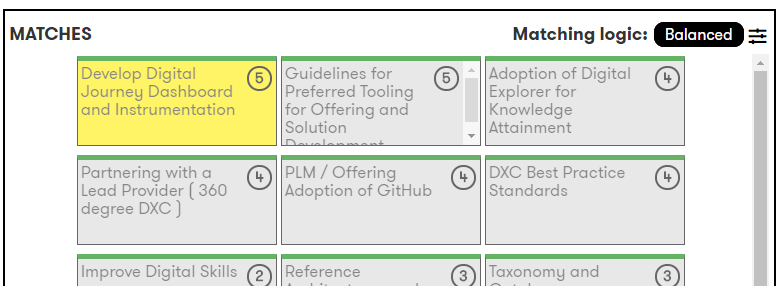 MATCHES
Matching logic: Balanced
Develop Digital
Journey Dashboard
and Instrumentation
5
Guidelines for
Preferred Tooling
for Offering and
Solution
Development
5
Adoption of Digital
Explorer for
Knowledge
Attainment
4
Partnering with a
Lead Provider ( 360
degree DXC )
4
PLM / Offering
Adoption of GitHub
4
DXC Best Practice
Standards
4
Improve Digital Skills
2
Reference
3
Taxonomy and
3